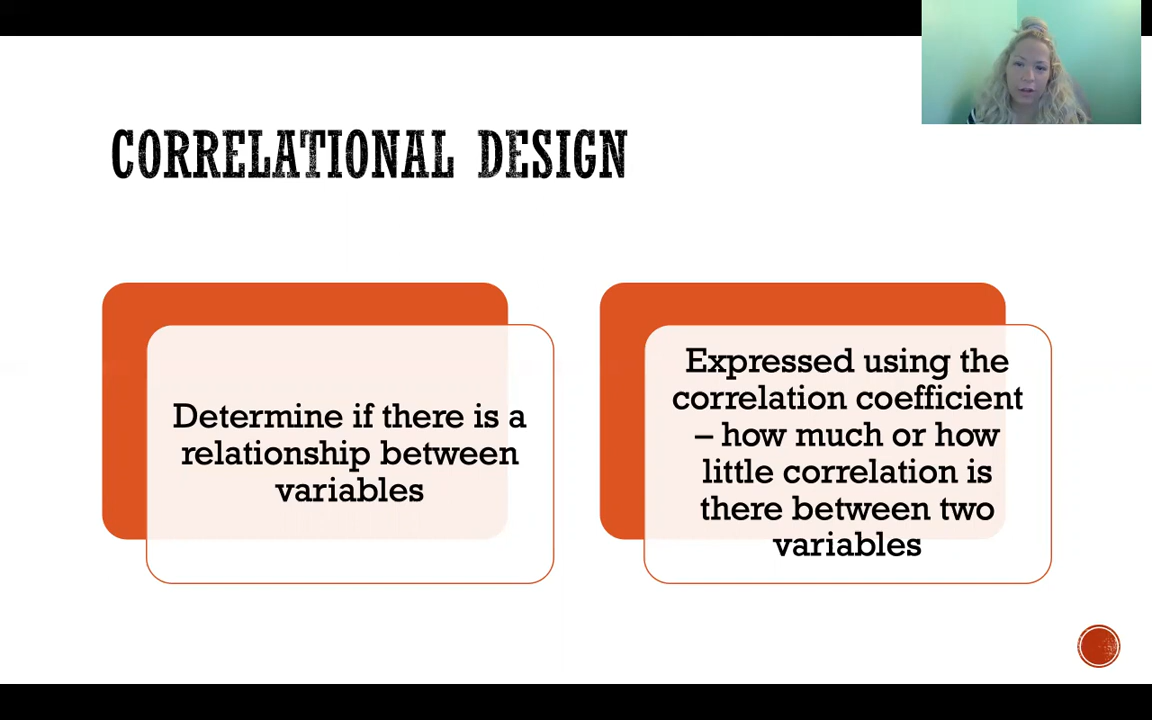 CORRELATIONAL DESIGN
Determine if there is a
relationship between
variables
Expressed using the
correlation coefficient
– how much or how
little correlation is
there between two
variables